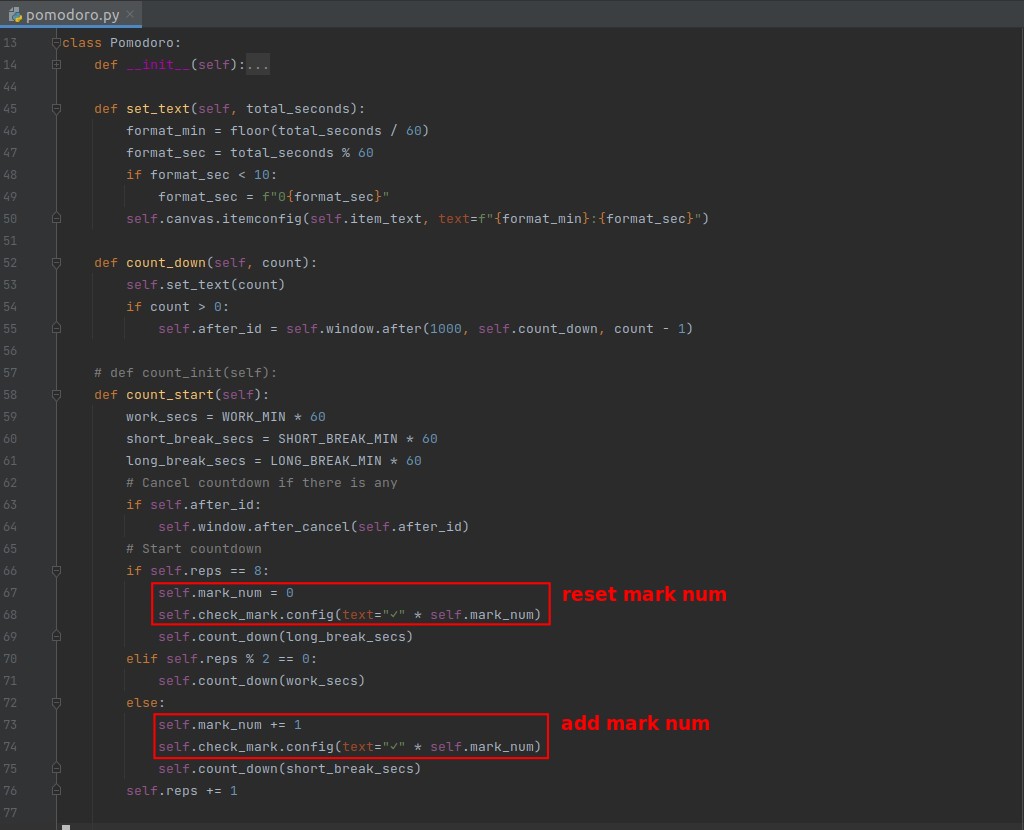 pomodoro.py
13 class Pomodoro:
14     def __init__(self):...
44
45     def set_text(self, total_seconds):
46         format_min = floor(total_seconds / 60)
47         format_sec = total_seconds % 60
48         if format_sec < 10:
49             format_sec = f"0{format_sec}"
50         self.canvas.itemconfig(self.item_text, text=f"{format_min}:{format_sec}")
51
52     def count_down(self, count):
53         self.set_text(count)
54         if count > 0:
55             self.after_id = self.window.after(1000, self.count_down, count - 1)
56
57     # def count_init(self):
58     def count_start(self):
59         work_secs = WORK_MIN * 60
60         short_break_secs = SHORT_BREAK_MIN * 60
61         long_break_secs = LONG_BREAK_MIN * 60
62         # Cancel countdown if there is any
63         if self.after_id:
64             self.window.after_cancel(self.after_id)
65         # Start countdown
66         if self.reps == 8:
67             self.mark_num = 0 reset mark num
68             self.check_mark.config(text="✓" * self.mark_num)
69             self.count_down(long_break_secs)
70         elif self.reps % 2 == 0:
71             self.count_down(work_secs)
72         else:
73             self.mark_num += 1 add mark num
74             self.check_mark.config(text="✓" * self.mark_num)
75             self.count_down(short_break_secs)
76         self.reps += 1
77